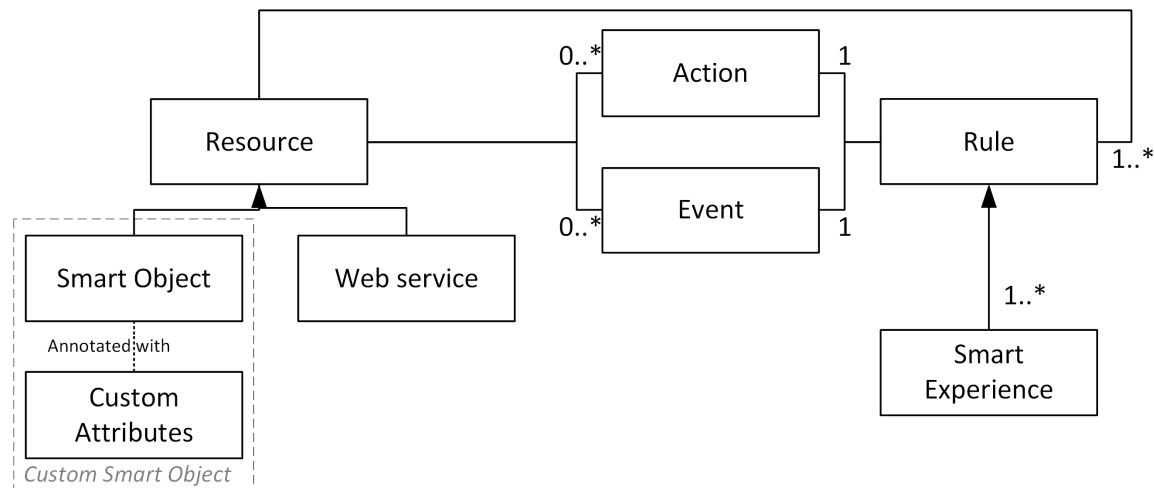 0..*
Action
1
Resource
Rule
1..*
0..*
Event
1
Smart Object
Web service
1..*
Annotated with
Smart
Experience
Custom
Attributes
Custom Smart Object